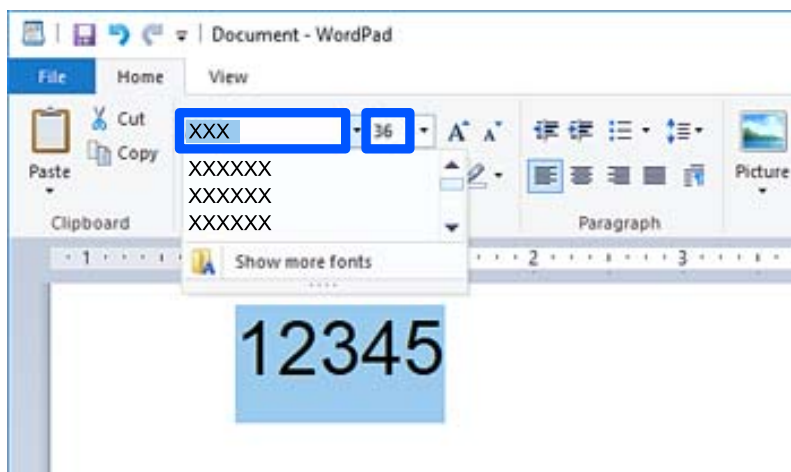 Document - WordPad
File Home View
Cut
XXX 36 A A
Copy
Paste
XXXXXX
XXXXXX
Picture
XXXXXX
Clipboard Paragraph
1 2 3
Show more fonts
12345